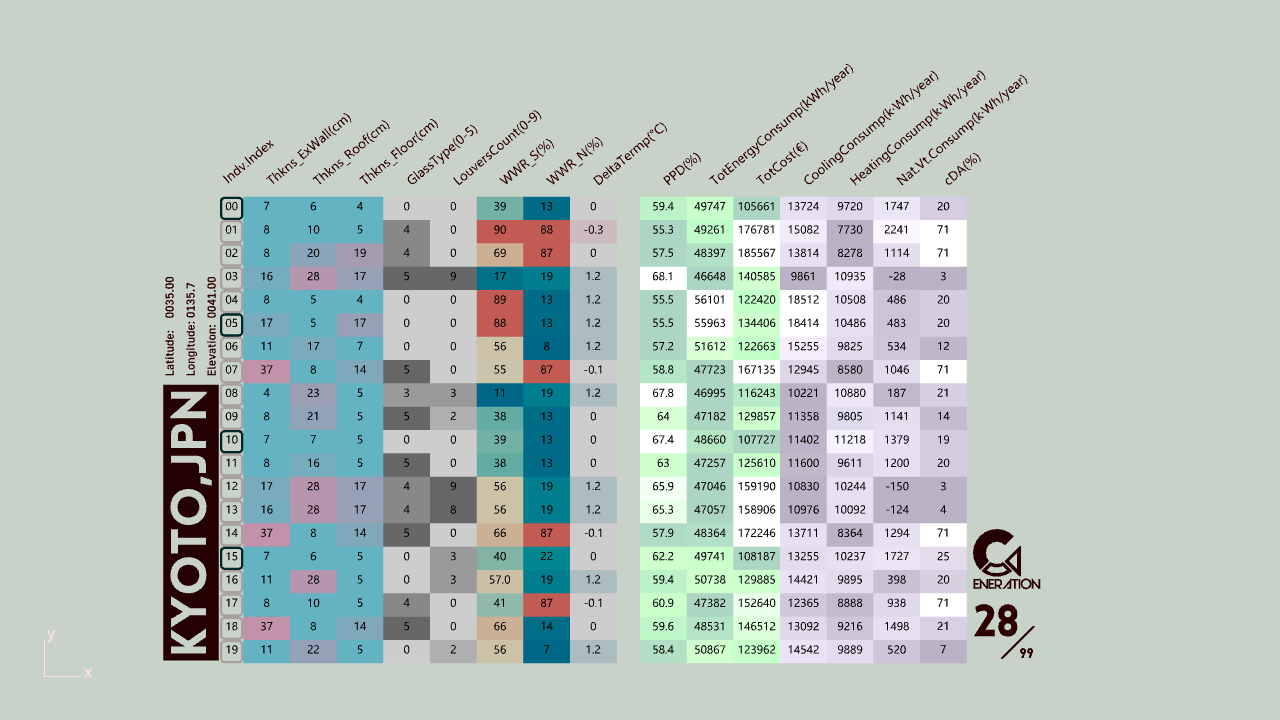 Indv.Index Thkns_ExWall(cm) Thkns_Roof(cm) Thkns_Floor(cm) GlassType(0-5) LouversCount(0-9) WWR_S(%) WWR_N(%) DeltaTermp(°C) PPD(%) TotEnergyConsump(kWh/year) TotCost(€) CoolingConsump(k·Wh/year) HeatingConsump(k·Wh/year) Nat.Vt.Consump(k·Wh/year) cDA(%)
00 7 6 4 0 0 39 13 0 59.4 49747 105661 13724 9720 1747 20
01 8 10 5 4 0 90 88 -0.3 55.3 49261 176781 15082 7730 2241 71
02 8 20 19 4 0 69 87 0 57.5 48397 185567 13814 8278 1114 71
03 16 28 17 5 9 17 19 1.2 68.1 46648 140585 9861 10935 -28 3
04 8 5 4 0 0 89 13 1.2 55.5 56101 122420 18512 10508 486 20
05 17 5 17 0 0 88 13 1.2 55.5 55963 134406 18414 10486 483 20
06 11 17 7 0 0 56 8 1.2 57.2 51612 122663 15255 9825 534 12
07 37 8 14 5 0 55 87 -0.1 58.8 47723 167135 12945 8580 1046 71
08 4 23 5 3 3 11 19 1.2 67.8 46995 116243 10221 10880 187 21
09 8 21 5 5 2 38 13 0 64 47182 129857 11358 9805 1141 14
10 7 7 5 0 0 39 13 0 67.4 48660 107727 11402 11218 1379 19
11 8 16 5 5 0 38 13 0 63 47257 125610 11600 9611 1200 20
12 17 28 17 4 9 56 19 1.2 65.9 47046 159190 10830 10244 -150 3
13 16 28 17 4 8 56 19 1.2 65.3 47057 158906 10976 10092 -124 4
14 37 8 14 5 0 66 87 -0.1 57.9 48364 172246 13711 8364 1294 71
15 7 6 5 0 3 40 22 0 62.2 49741 108187 13255 10237 1727 25
16 11 28 5 0 3 57.0 19 1.2 59.4 50738 129885 14421 9895 398 20
17 8 10 5 4 0 41 87 -0.1 60.9 47382 152640 12365 8888 938 71
18 37 8 14 5 0 66 14 0 59.6 48531 146512 13092 9216 1498 21
19 11 22 5 0 2 56 7 1.2 58.4 50867 123962 14542 9889 520 7
Latitude: 0035.00
Longitude: 0135.7
Elevation: 0041.00
KYOTO,JPN
G
ENERATION
28/99
y
x